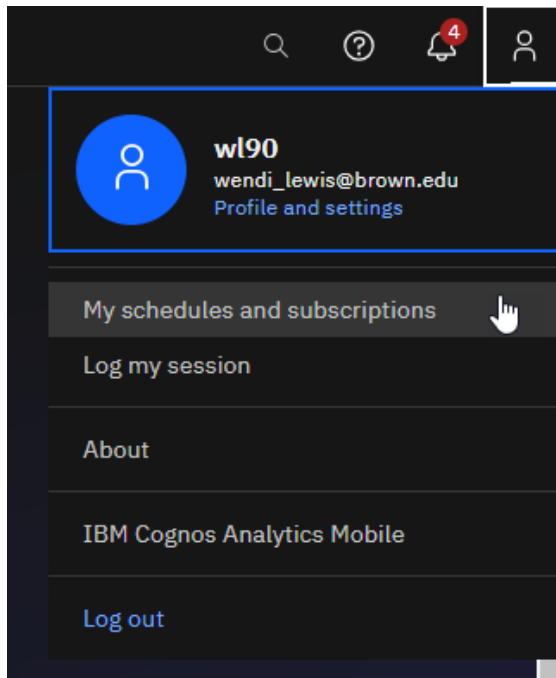 4
wl90
wendi_lewis@brown.edu
Profile and settings
My schedules and subscriptions
Log my session
About
IBM Cognos Analytics Mobile
Log out